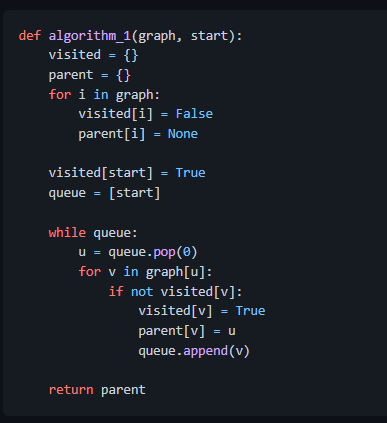 def algorithm_1(graph, start):
    visited = {}
    parent = {}
    for i in graph:
        visited[i] = False
        parent[i] = None

    visited[start] = True
    queue = [start]

    while queue:
        u = queue.pop(0)
        for v in graph[u]:
            if not visited[v]:
                visited[v] = True
                parent[v] = u
                queue.append(v)

    return parent